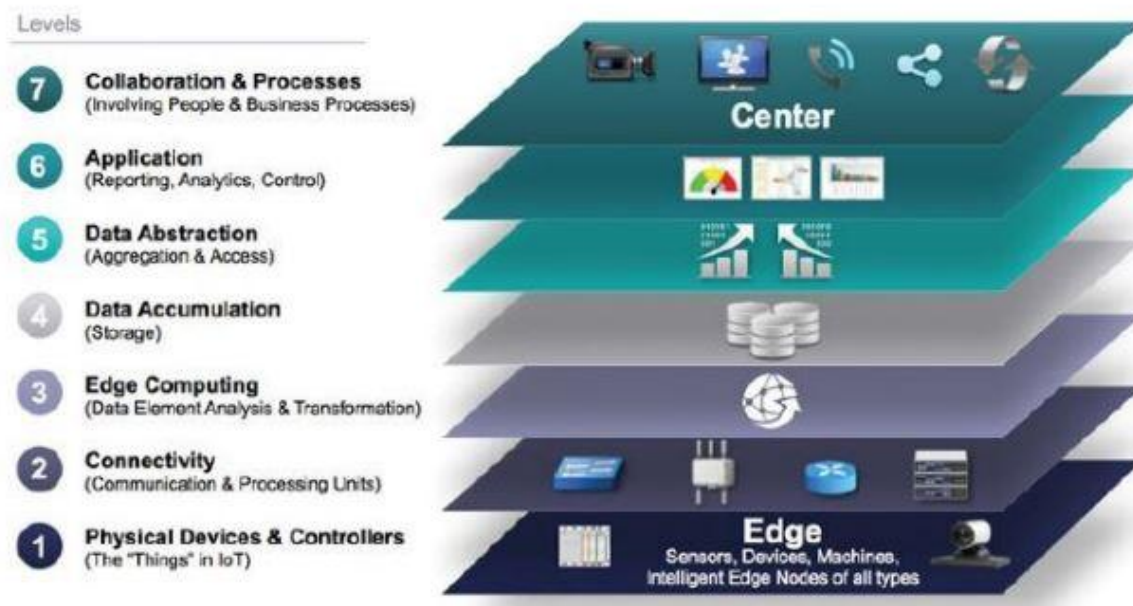 Levels
7
Collaboration & Processes
(Involving People & Business Processes)
6
Application
(Reporting, Analytics, Control)
5
Data Abstraction
(Aggregation & Access)
4
Data Accumulation
(Storage)
3
Edge Computing
(Data Element Analysis & Transformation)
2
Connectivity
(Communication & Processing Units)
1
Physical Devices & Controllers
(The "Things" in IoT)
Center
Edge
Sensors, Devices, Machines,
Intelligent Edge Nodes of all types